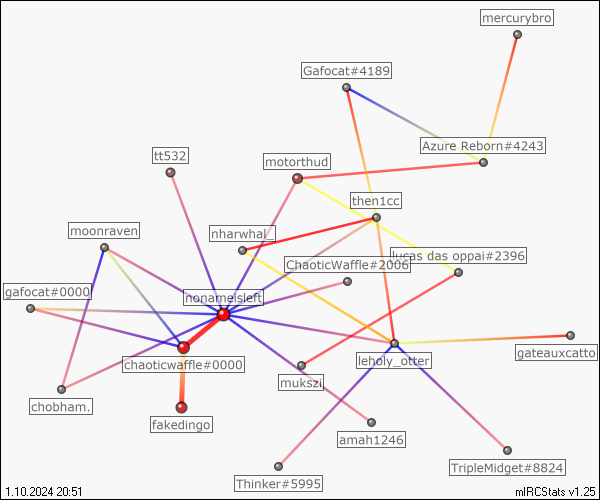 mercurybro
Gafocat#4189
Azure Reborn#4243
tt532
motorthud
then1cc
moonraven
nharwhal_
lucas das oppai#2396
ChaoticWaffle#2006
gafocat#0000
nonameisleft
chaoticwaffle#0000
leholy_otter
gateauxcatto
mukszi
chobham.
fakedingo
amah1246
TripleMidget#8824
Thinker#5995
1.10.2024 20:51
mIRCStats v1.25